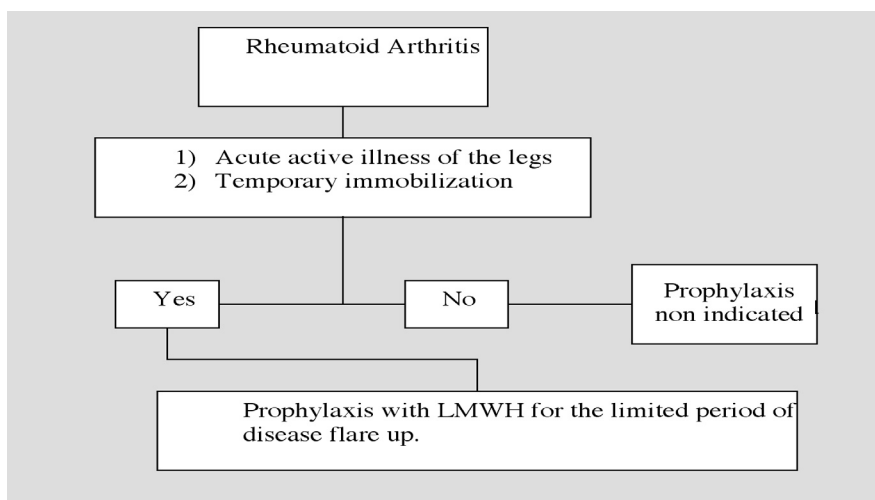 Rheumatoid Arthritis
1) Acute active illness of the legs
2) Temporary immobilization
Yes
No
Prophylaxis
non indicated
Prophylaxis with LMWH for the limited period of
disease flare up.